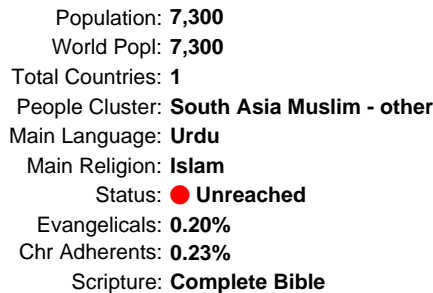 Population: 7,300
World Popl: 7,300
Total Countries: 1
People Cluster: South Asia Muslim - other
Main Language: Urdu
Main Religion: Islam
Status: Unreached
Evangelicals: 0.20%
Chr Adherents: 0.23%
Scripture: Complete Bible